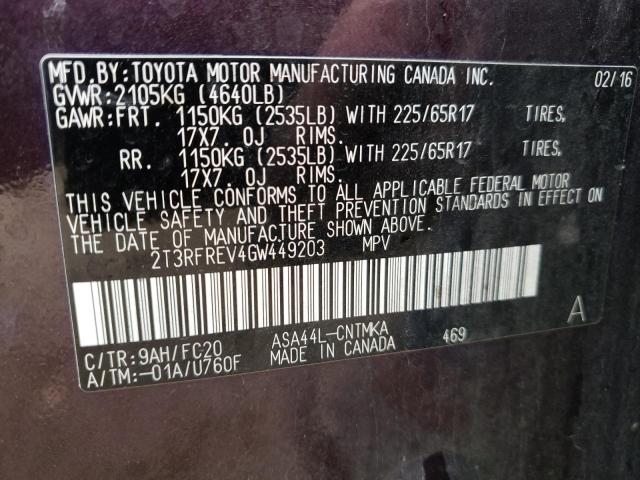 MFD.BY:TOYOTA MOTOR MANUFACTURING CANADA INC. 02/16
GVWR:2105KG (4640LB)
GAWR:FRT. 1150KG (2535LB) WITH 225/65R17 TIRES,
17X7.0J RIMS.
RR. 1150KG (2535LB) WITH 225/65R17 TIRES,
17X7.0J RIMS.
THIS VEHICLE CONFORMS TO ALL APPLICABLE FEDERAL MOTOR
VEHICLE SAFETY AND THEFT PREVENTION STANDARDS IN EFFECT ON
THE DATE OF MANUFACTURE SHOWN ABOVE.
2T3RFREV4GW449203 MPV
A
C/TR:9AH/FC20 ASA44L-CNTMKA 469
A/TM:-01A/U760F MADE IN CANADA